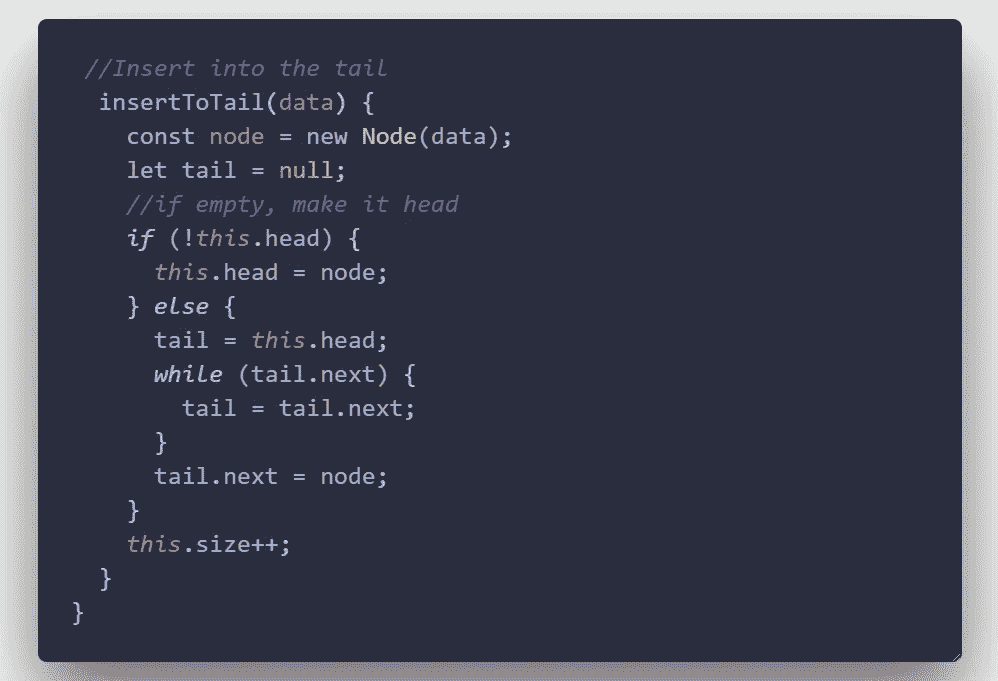 //Insert into the tail
insertToTail(data) {
const node = new Node(data);
let tail = null;
//if empty, make it head
if (!this.head) {
this.head = node;
} else {
tail = this.head;
while (tail.next) {
tail = tail.next;
}
tail.next = node;
}
this.size++;
}
}